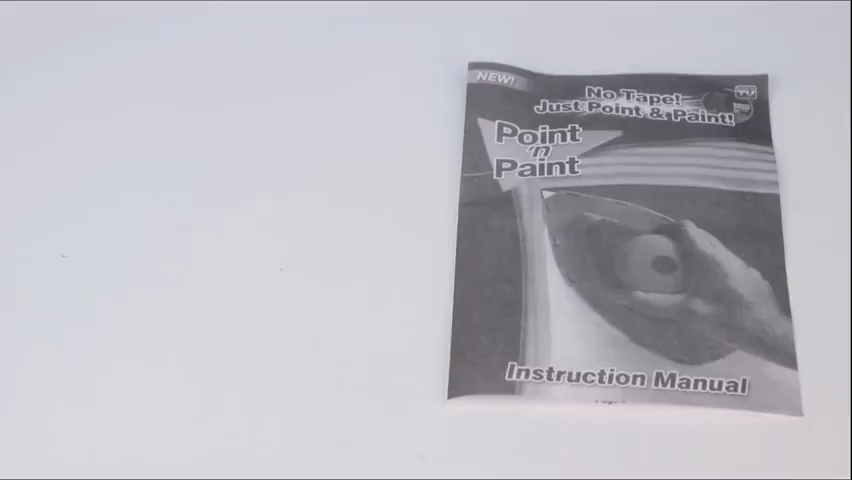 NEW!
No Tape!
Just Point & Paint!
Point
'n
Paint
Instruction Manual